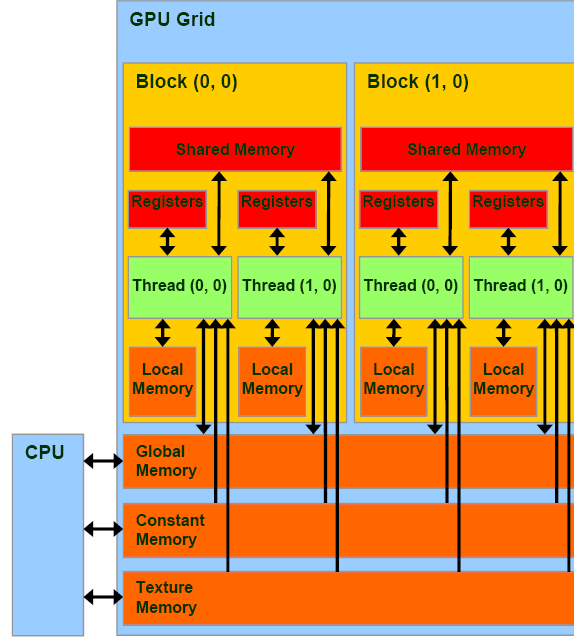 GPU Grid
Block (0, 0)
Block (1, 0)
Shared Memory
Shared Memory
Registers
Registers
Registers
Registers
Thread (0, 0)
Thread (1, 0)
Thread (0, 0)
Thread (1, 0)
Local
Memory
Local
Memory
Local
Memory
Local
Memory
CPU
Global
Memory
Constant
Memory
Texture
Memory